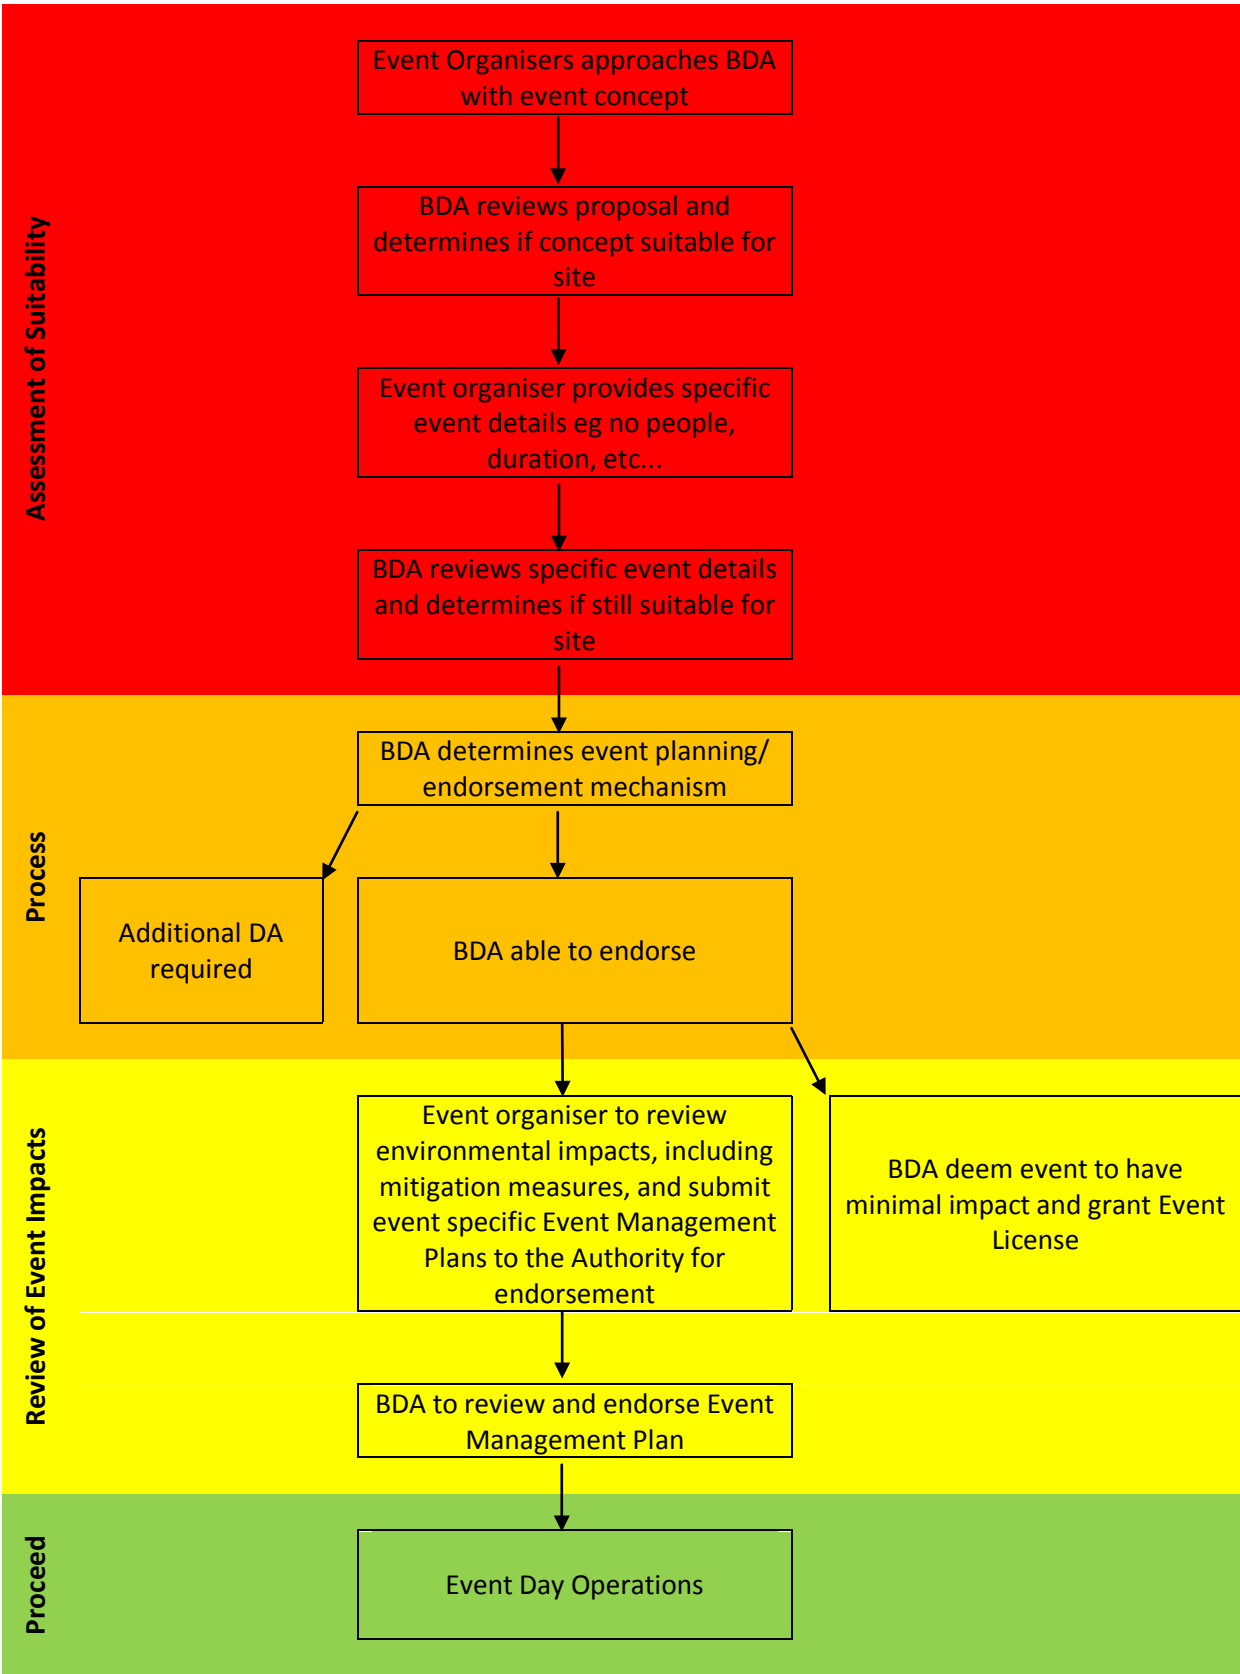 Assessment of Suitability
Event Organisers approaches BDA
with event concept
BDA reviews proposal and
determines if concept suitable for
site
Event organiser provides specific
event details eg no people,
duration, etc...
BDA reviews specific event details
and determines if still suitable for
site
Process
BDA determines event planning/
endorsement mechanism
Additional DA
required
BDA able to endorse
Review of Event Impacts
Event organiser to review
environmental impacts, including
mitigation measures, and submit
event specific Event Management
Plans to the Authority for
endorsement
BDA deem event to have
minimal impact and grant Event
License
BDA to review and endorse Event
Management Plan
Proceed
Event Day Operations